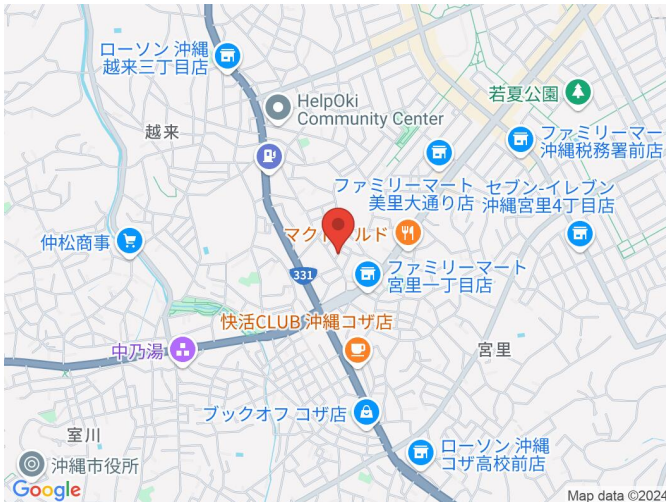 ローソン 沖縄
越来三丁目店
HelpOki
Community Center
若夏公園
越来
ファミリーマー
沖縄税務署前店
ファミリーマート
美里大通り店
セブン-イレブン
沖縄宮里4丁目店
仲松商事
マクド
ルド
331
ファミリーマート
宮里一丁目店
快活CLUB 沖縄コザ店
中乃湯
宮里
ブックオフ コザ店
室川
沖縄市役所
ローソン 沖縄
コザ高校前店
Google
Map data ©2024